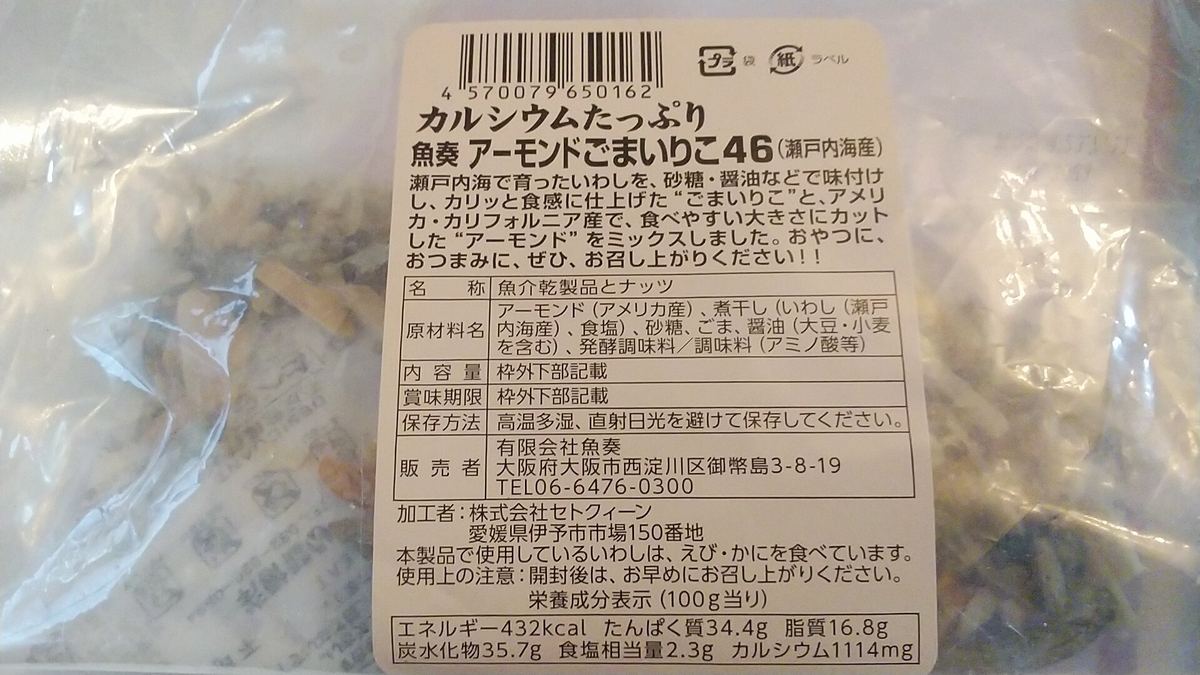 プラ 袋 紙 ラベル
4 570079 650162
カルシウムたっぷり
魚奏 アーモンドごまいりこ46(瀬戸内海産)
瀬戸内海で育ったいわしを、砂糖・醤油などで味付け
し、カリッと食感に仕上げた“ごまいりこ”と、アメリ
カ・カリフォルニア産で、食べやすい大きさにカット
した“アーモンド”をミックスしました。おやつに、
おつまみに、ぜひ、お召し上がりください!!
名 称 魚介乾製品とナッツ
原材料名 アーモンド(アメリカ産)、煮干し(いわし(瀬戸
内海産)、食塩)、砂糖、ごま、醤油(大豆・小麦
を含む)、発酵調味料/調味料(アミノ酸等)
内 容 量 枠外下部記載
賞味期限 枠外下部記載
保存方法 高温多湿、直射日光を避けて保存してください。
販 売 者 有限会社魚奏
大阪府大阪市西淀川区御幣島3-8-19
TEL06-6476-0300
加工者:株式会社セトクィーン
愛媛県伊予市市場150番地
本製品で使用しているいわしは、えび・かにを食べています。
使用上の注意:開封後は、お早めにお召し上がりください。
栄養成分表示(100g当り)
エネルギー432kcal たんぱく質34.4g 脂質16.8g
炭水化物35.7g 食塩相当量2.3g カルシウム1114mg